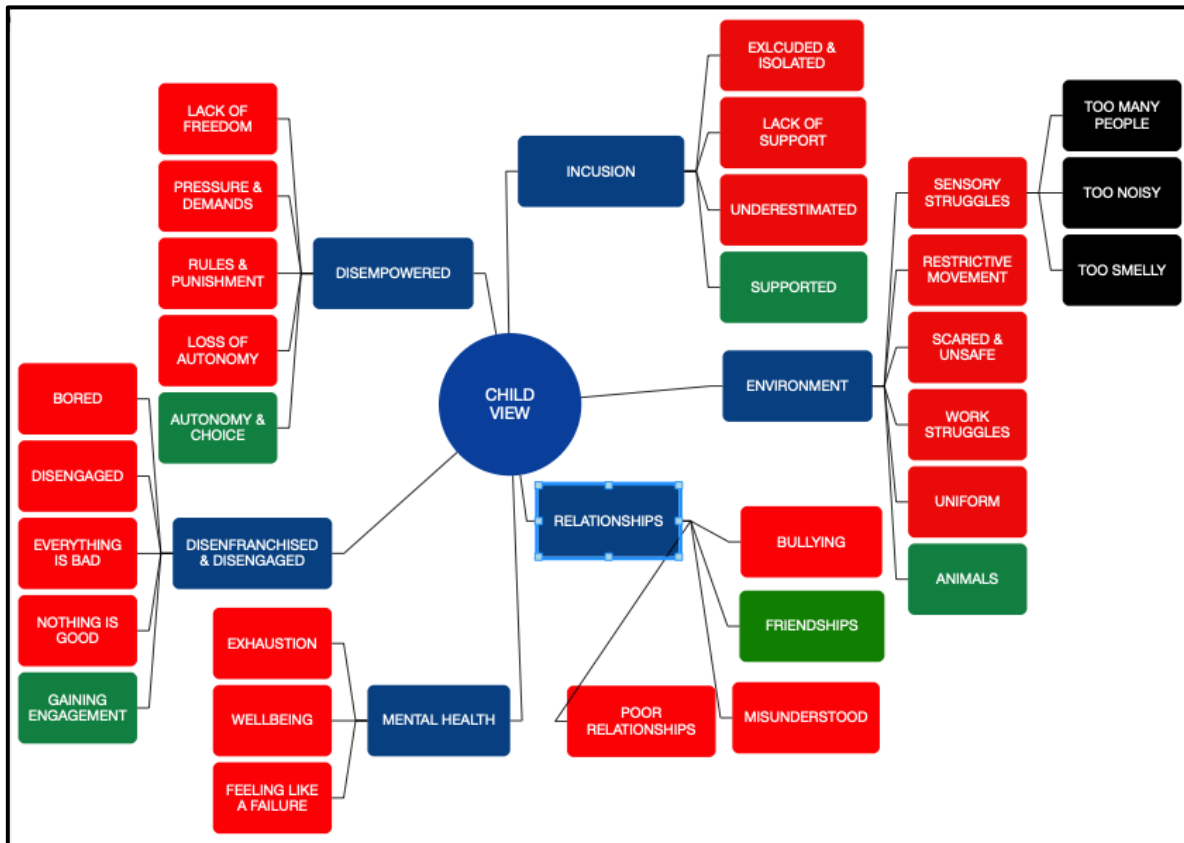 EXLCUDED &
ISOLATED
LACK OF
SUPPORT
INCUSION
UNDERESTIMATED
SUPPORTED
LACK OF
FREEDOM
PRESSURE &
DEMANDS
RULES &
PUNISHMENT
DISEMPOWERED
LOSS OF
AUTONOMY
AUTONOMY &
CHOICE
TOO MANY
PEOPLE
SENSORY
STRUGGLES
TOO NOISY
TOO SMELLY
RESTRICTIVE
MOVEMENT
SCARED &
UNSAFE
ENVIRONMENT
WORK
STRUGGLES
UNIFORM
ANIMALS
CHILD
VIEW
BORED
DISENGAGED
EVERYTHING
IS BAD
DISENFRANCHISED
& DISENGAGED
NOTHING IS
GOOD
GAINING
ENGAGEMENT
RELATIONSHIPS
BULLYING
FRIENDSHIPS
POOR
RELATIONSHIPS
MISUNDERSTOOD
EXHAUSTION
WELLBEING
MENTAL HEALTH
FEELING LIKE
A FAILURE